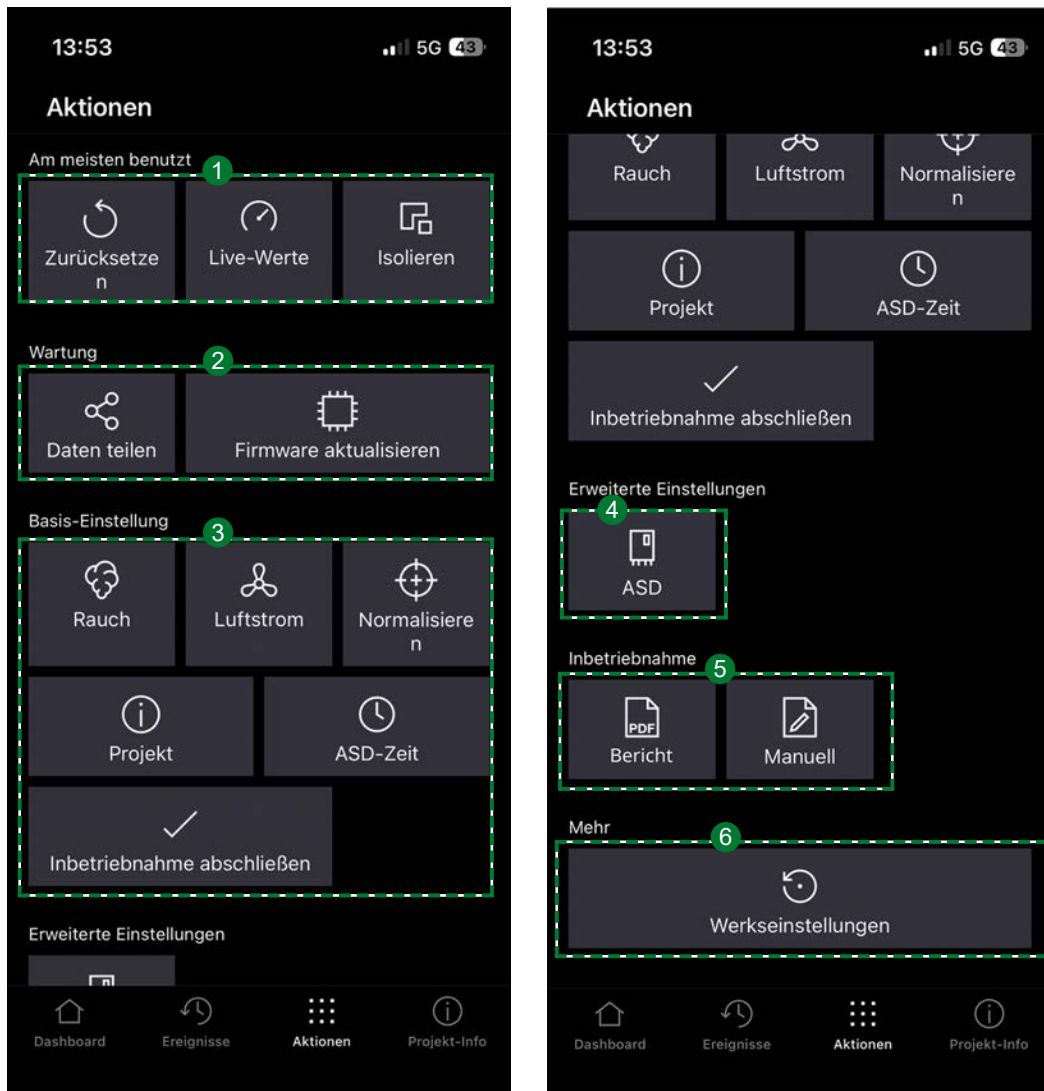 13:53
5G 43
Aktionen
Am meisten benutzt
1
Zurücksetze
n
Live-Werte
Isolieren
Wartung
2
Daten teilen
Firmware aktualisieren
Basis-Einstellung
3
Rauch
Luftstrom
Normalisiere
n
Projekt
ASD-Zeit
Inbetriebnahme abschließen
Erweiterte Einstellungen
Dashboard
Ereignisse
Aktionen
Projekt-Info
13:53
5G 43
Aktionen
Rauch
Luftstrom
Normalisiere
n
Projekt
ASD-Zeit
Inbetriebnahme abschließen
Erweiterte Einstellungen
4
ASD
Inbetriebnahme
5
PDF
Bericht
Manuell
Mehr
6
Werkseinstellungen
Dashboard
Ereignisse
Aktionen
Projekt-Info